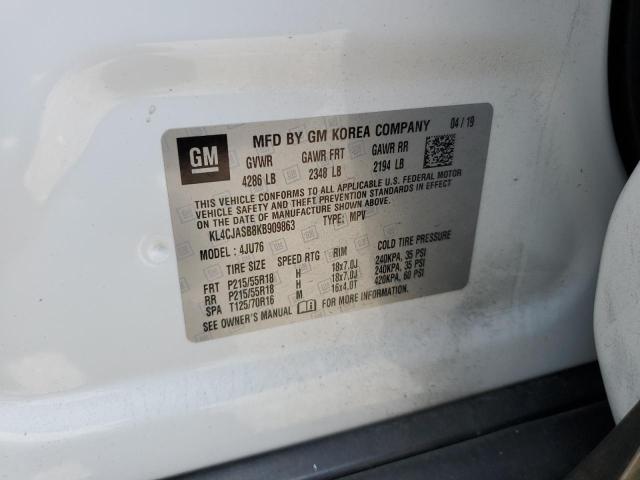 GM
MFD BY GM KOREA COMPANY 04 / 19
GVWR GAWR FRT GAWR RR
4286 LB 2348 LB 2194 LB
THIS VEHICLE CONFORMS TO ALL APPLICABLE U.S. FEDERAL MOTOR
VEHICLE SAFETY AND THEFT PREVENTION STANDARDS IN EFFECT
ON THE DATE OF MANUFACTURE SHOWN ABOVE.
KL4CJASB8KB909863 TYPE: MPV
MODEL: 4JU76
TIRE SIZE SPEED RTG RIM COLD TIRE PRESSURE
FRT P215/55R18 H 18x7.0J 240KPA, 35 PSI
RR P215/55R18 H 18x7.0J 240KPA, 35 PSI
SPA T125/70R16 M 16x4.0T 420KPA, 60 PSI
SEE OWNER'S MANUAL FOR MORE INFORMATION.